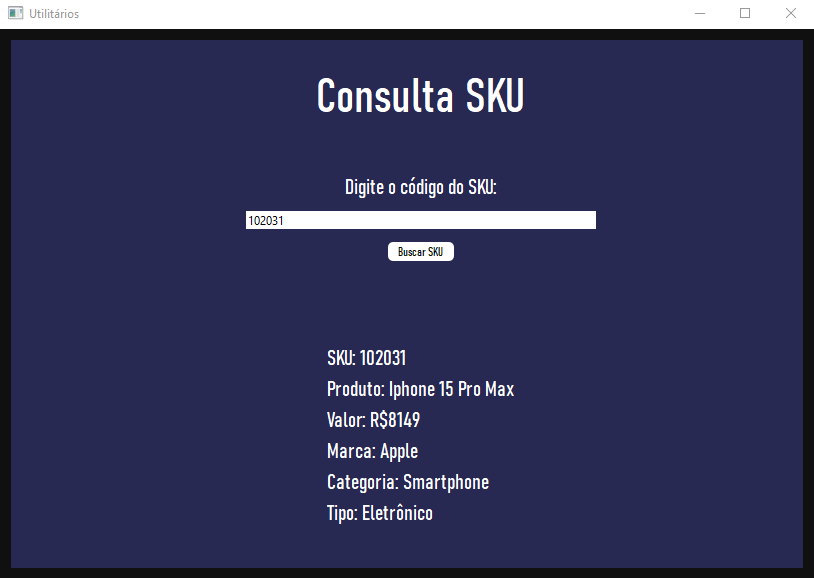 Utilitários
Consulta SKU
Digite o código do SKU:
102031
Buscar SKU
SKU: 102031
Produto: Iphone 15 Pro Max
Valor: R$8149
Marca: Apple
Categoria: Smartphone
Tipo: Eletrônico